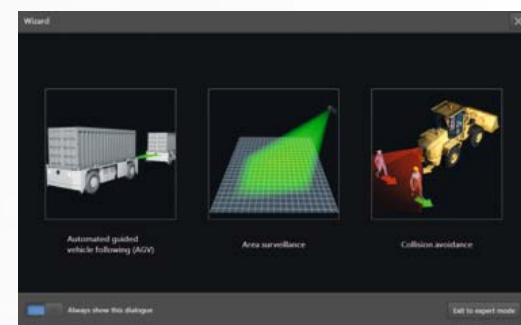 Wizard
Automated guided
vehicle following (AGV)
Area surveillance
Collision avoidance
Always show this dialogue
Exit to expert mode